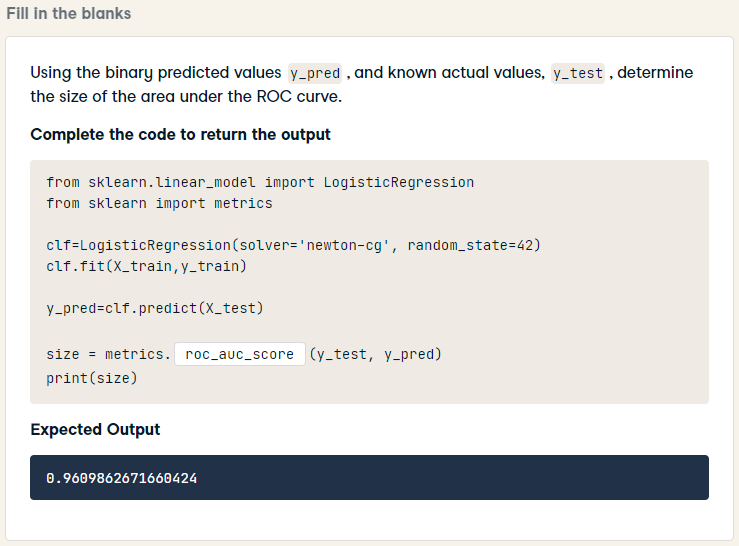 Fill in the blanks
Using the binary predicted values y_pred , and known actual values, y_test , determine
the size of the area under the ROC curve.
Complete the code to return the output
from sklearn.linear_model import LogisticRegression
from sklearn import metrics
clf=LogisticRegression(solver='newton-cg', random_state=42)
clf.fit(X_train,y_train)
y_pred=clf.predict(X_test)
size = metrics. roc_auc_score (y_test, y_pred)
print(size)
Expected Output
0.9609862671660424